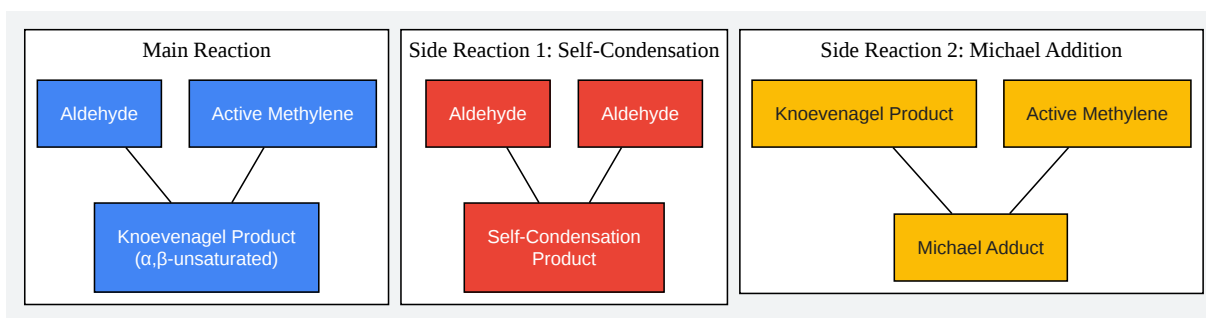 Main Reaction
Aldehyde
Active Methylene
Knoevenagel Product
(α,β-unsaturated)
Side Reaction 1: Self-Condensation
Aldehyde
Aldehyde
Self-Condensation
Product
Side Reaction 2: Michael Addition
Knoevenagel Product
Active Methylene
Michael Adduct